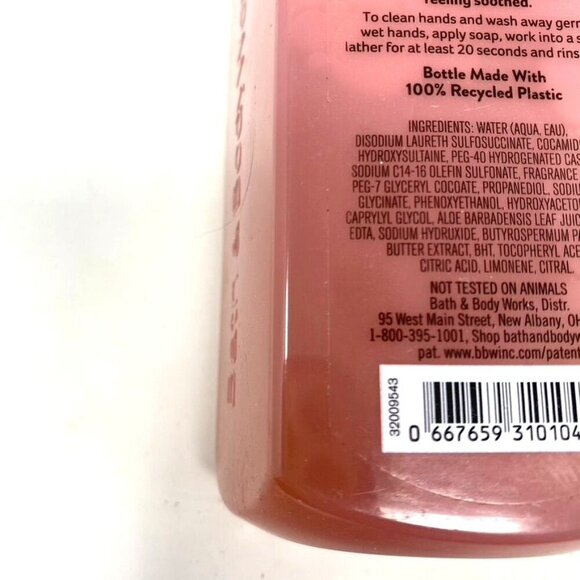 feeling soothed.
To clean hands and wash away germ
wet hands, apply soap, work into a s
lather for at least 20 seconds and rins
Bottle Made With
100% Recycled Plastic
INGREDIENTS: WATER (AQUA, EAU),
DISODIUM LAURETH SULFOSUCCINATE, COCAMID
HYDROXYSULTAINE, PEG-40 HYDROGENATED CAS
SODIUM C14-16 OLEFIN SULFONATE, FRAGRANCE
PEG-7 GLYCERYL COCOATE, PROPANEDIOL, SODIU
GLYCINATE, PHENOXYETHANOL, HYDROXYACETO
CAPRYLYL GLYCOL, ALOE BARBADENSIS LEAF JUIC
EDTA, SODIUM HYDROXIDE, BUTYROSPERMUM PA
BUTTER EXTRACT, BHT, TOCOPHERYL ACE
CITRIC ACID, LIMONENE, CITRAL.
NOT TESTED ON ANIMALS
Bath & Body Works, Distr.
95 West Main Street, New Albany, OH
1-800-395-1001, Shop bathandbodyw
pat. www.bbwinc.com/patent
32009543
0 667659 310104